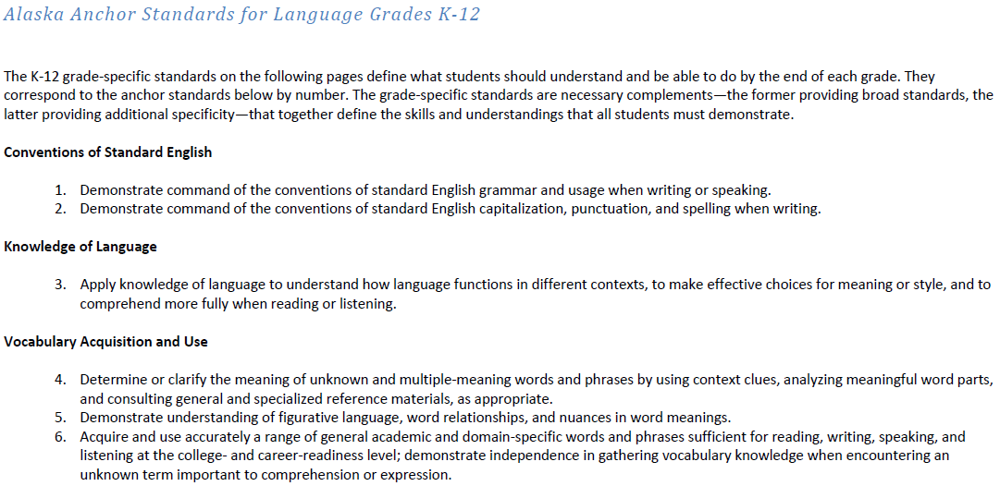 Alaska Anchor Standards for Language Grades K-12
The K-12 grade-specific standards on the following pages define what students should understand and be able to do by the end of each grade. They
correspond to the anchor standards below by number. The grade-specific standards are necessary complements—the former providing broad standards, the
latter providing additional specificity—that together define the skills and understandings that all students must demonstrate.
Conventions of Standard English
1. Demonstrate command of the conventions of standard English grammar and usage when writing or speaking.
2. Demonstrate command of the conventions of standard English capitalization, punctuation, and spelling when writing.
Knowledge of Language
3. Apply knowledge of language to understand how language functions in different contexts, to make effective choices for meaning or style, and to
comprehend more fully when reading or listening.
Vocabulary Acquisition and Use
4. Determine or clarify the meaning of unknown and multiple-meaning words and phrases by using context clues, analyzing meaningful word parts,
and consulting general and specialized reference materials, as appropriate.
5. Demonstrate understanding of figurative language, word relationships, and nuances in word meanings.
6. Acquire and use accurately a range of general academic and domain-specific words and phrases sufficient for reading, writing, speaking, and
listening at the college- and career-readiness level; demonstrate independence in gathering vocabulary knowledge when encountering an
unknown term important to comprehension or expression.